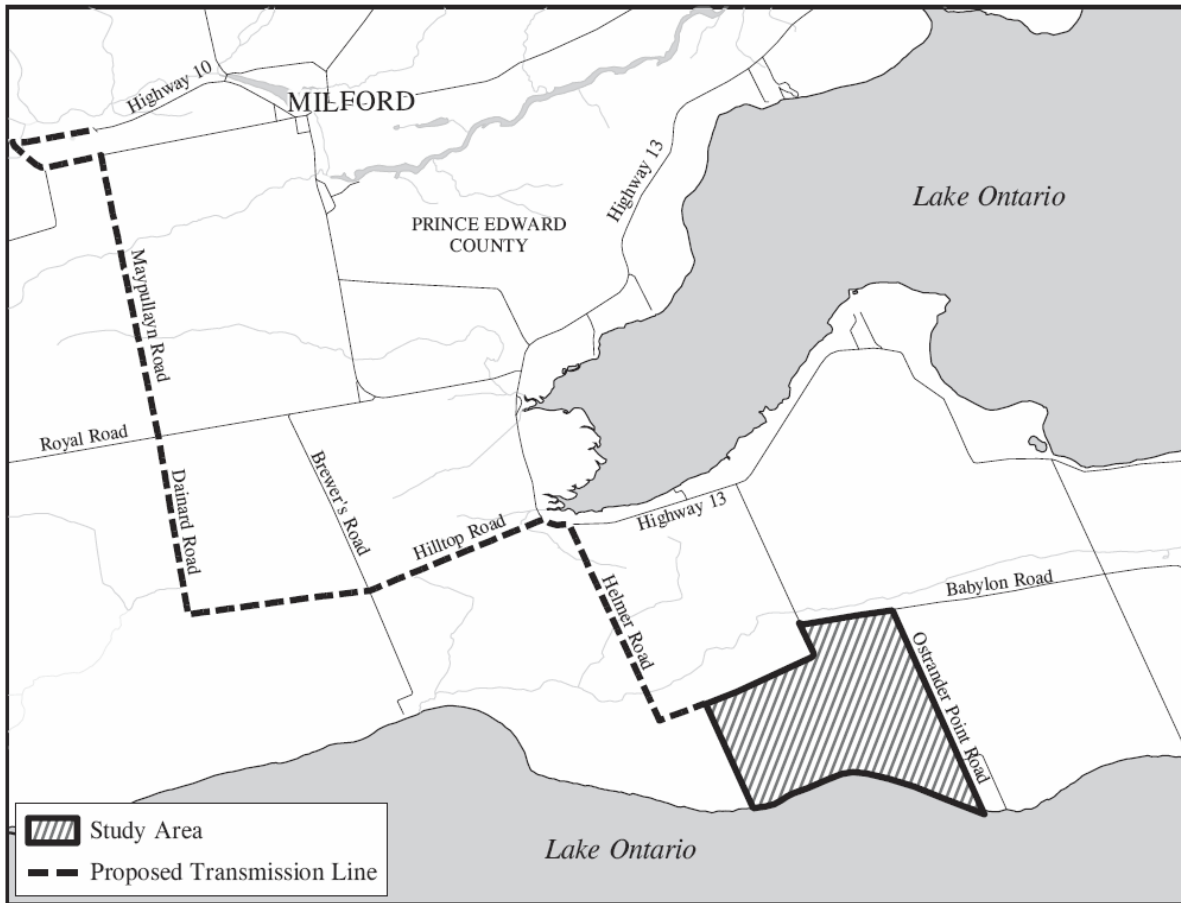 Highway 10
MILFORD
Highway 13
Lake Ontario
PRINCE EDWARD
COUNTY
Maypullayn Road
Royal Road
Brewer's Road
Dainard Road
Hilltop Road
Highway 13
Helmer Road
Babylon Road
Ostrander Point Road
Study Area
Proposed Transmission Line
Lake Ontario